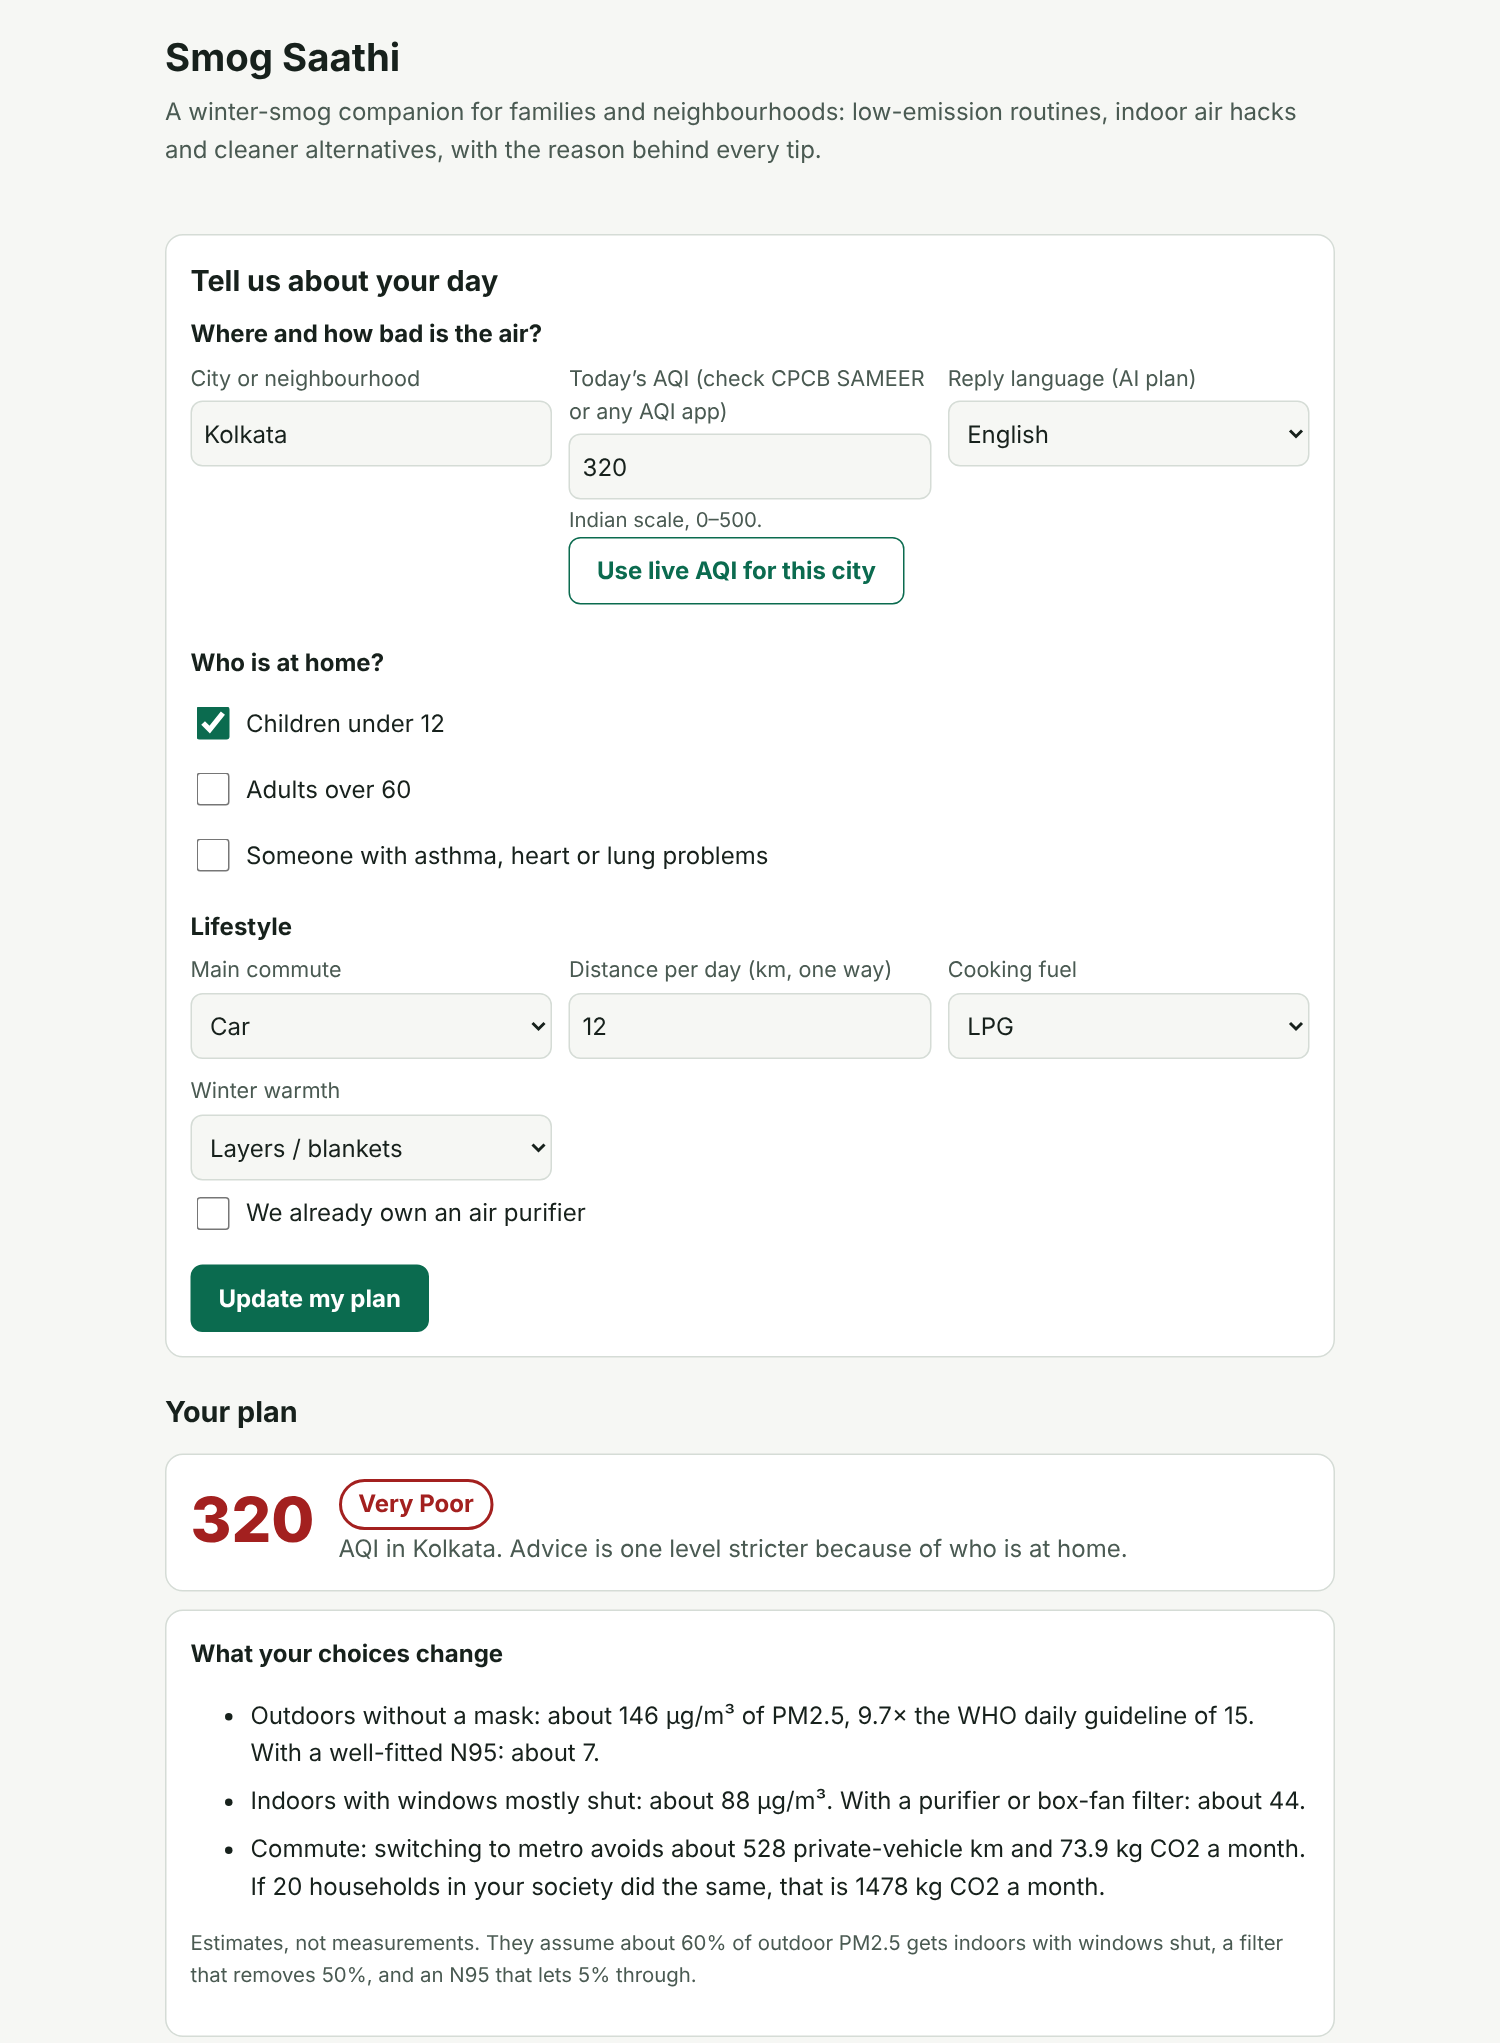 Smog Saathi
A winter-smog companion for families and neighbourhoods: low-emission routines, indoor air hacks
and cleaner alternatives, with the reason behind every tip.
Tell us about your day
Where and how bad is the air?
City or neighbourhood
Kolkata
Today’s AQI (check CPCB SAMEER
or any AQI app)
320
Indian scale, 0–500.
Use live AQI for this city
Reply language (AI plan)
English
Who is at home?
Children under 12
Adults over 60
Someone with asthma, heart or lung problems
Lifestyle
Main commute
Car
Distance per day (km, one way)
12
Cooking fuel
LPG
Winter warmth
Layers / blankets
We already own an air purifier
Update my plan
Your plan
320
Very Poor
AQI in Kolkata. Advice is one level stricter because of who is at home.
What your choices change
• Outdoors without a mask: about 146 µg/m³ of PM2.5, 9.7× the WHO daily guideline of 15.
With a well-fitted N95: about 7.
• Indoors with windows mostly shut: about 88 µg/m³. With a purifier or box-fan filter: about 44.
• Commute: switching to metro avoids about 528 private-vehicle km and 73.9 kg CO2 a month.
If 20 households in your society did the same, that is 1478 kg CO2 a month.
Estimates, not measurements. They assume about 60% of outdoor PM2.5 gets indoors with windows shut, a filter
that removes 50%, and an N95 that lets 5% through.